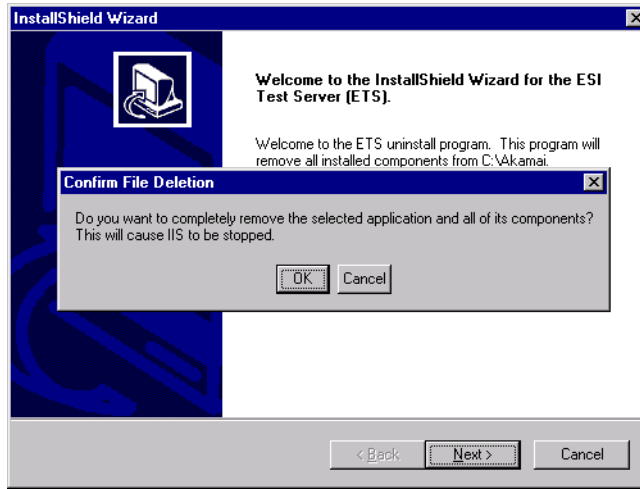 InstallShield Wizard
Welcome to the InstallShield Wizard for the ESI
Test Server (ETS).
Welcome to the ETS uninstall program. This program will
remove all installed components from C:\Akamai.
Confirm File Deletion
Do you want to completely remove the selected application and all of its components?
This will cause IIS to be stopped.
OK Cancel
< Back Next > Cancel